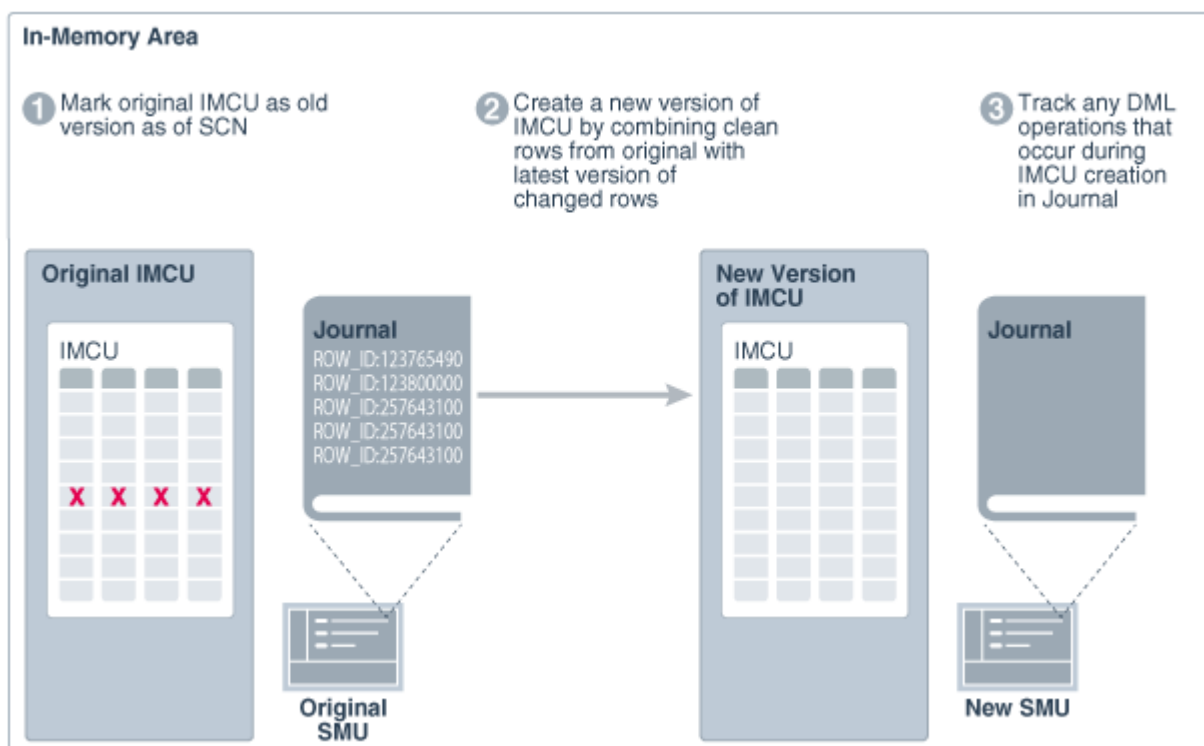 In-Memory Area
1 Mark original IMCU as old
version as of SCN
2 Create a new version of
IMCU by combining clean
rows from original with
latest version of
changed rows
3 Track any DML
operations that
occur during
IMCU creation
in Journal
Original IMCU
IMCU
X X X X
Journal
ROW_ID:123765490
ROW_ID:123800000
ROW_ID:257643100
ROW_ID:257643100
ROW_ID:257643100
Original
SMU
New Version
of IMCU
IMCU
Journal
New SMU